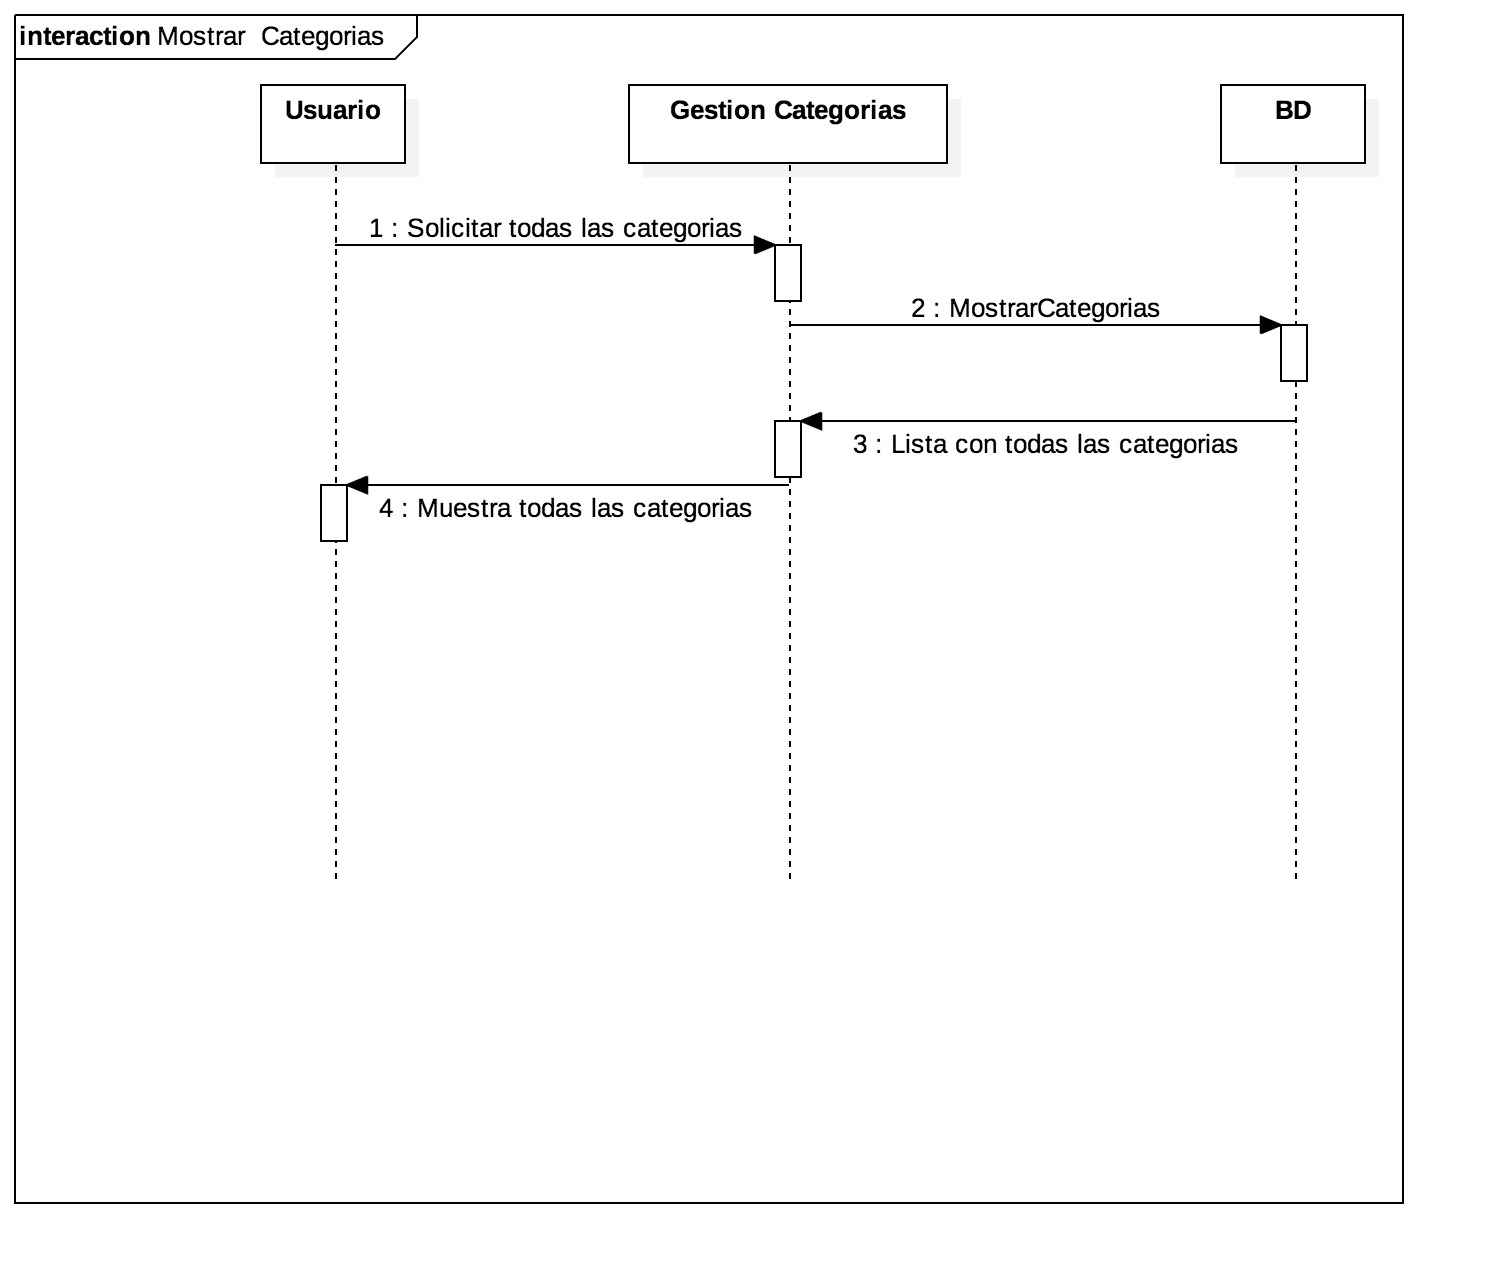 interaction Mostrar  Categorias
Usuario
Gestion Categorias
BD
1 : Solicitar todas las categorias
2 : MostrarCategorias
3 : Lista con todas las categorias
4 : Muestra todas las categorias